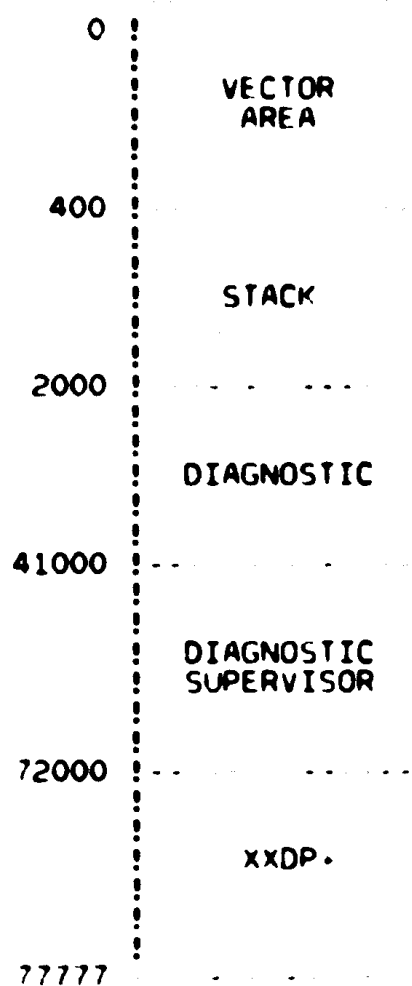 0
VECTOR
AREA
400
STACK
2000
DIAGNOSTIC
41000
DIAGNOSTIC
SUPERVISOR
72000
XXDP.
77777